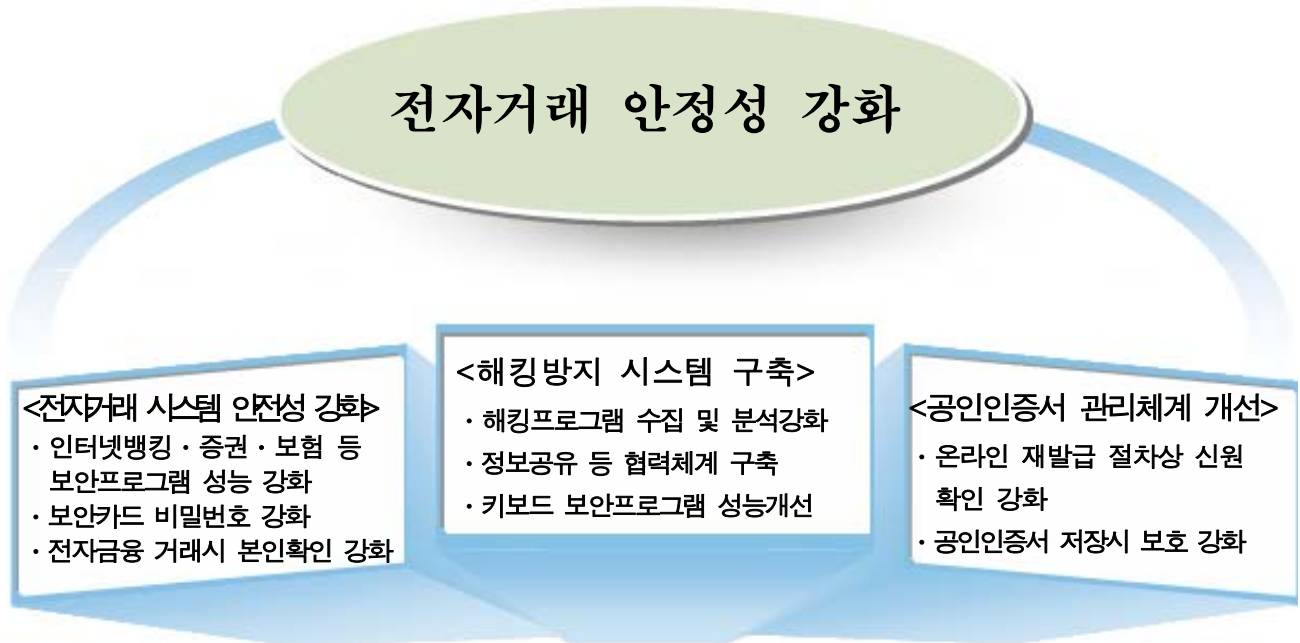 전자거래 안정성 강화
<전자거래 시스템 안전성 강화>
· 인터넷뱅킹 · 증권 · 보험 등
보안프로그램 성능 강화
· 보안카드 비밀번호 강화
· 전자금융 거래시 본인확인 강화
<해킹방지 시스템 구축>
· 해킹프로그램 수집 및 분석강화
· 정보공유 등 협력체계 구축
· 키보드 보안프로그램 성능개선
<공인인증서 관리체계 개선>
· 온라인 재발급 절차상 신원
확인 강화
· 공인인증서 저장시 보호 강화